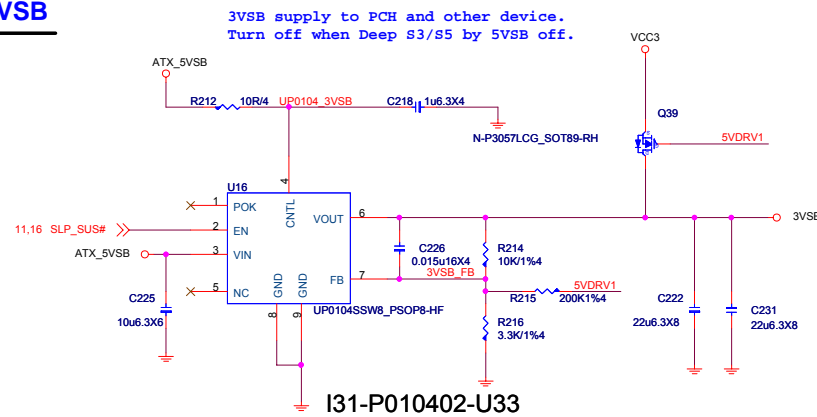 VSB
3VSB supply to PCH and other device.
Turn off when Deep S3/S5 by 5VSB off.
VCC3
ATX_5VSB
R212 10R/4 UP0104_3VSB C218 1u6.3X4
Q39
N-P3057LCG_SOT89-RH
5VDRV1
U16
4
1 POK CNTL VOUT 6
3VSB
11,16 SLP_SUS# 2 EN
ATX_5VSB 3 VIN
C226
0.015u16X4
R214
10K/1%4
3VSB_FB
5 NC GND GND FB 7
5VDRV1
R215 200K1%4
C225
10u6.3X6
8 9
UP0104SSW8_PSOP8-HF
R216
3.3K/1%4
C222
22u6.3X8
C231
22u6.3X8
I31-P010402-U33